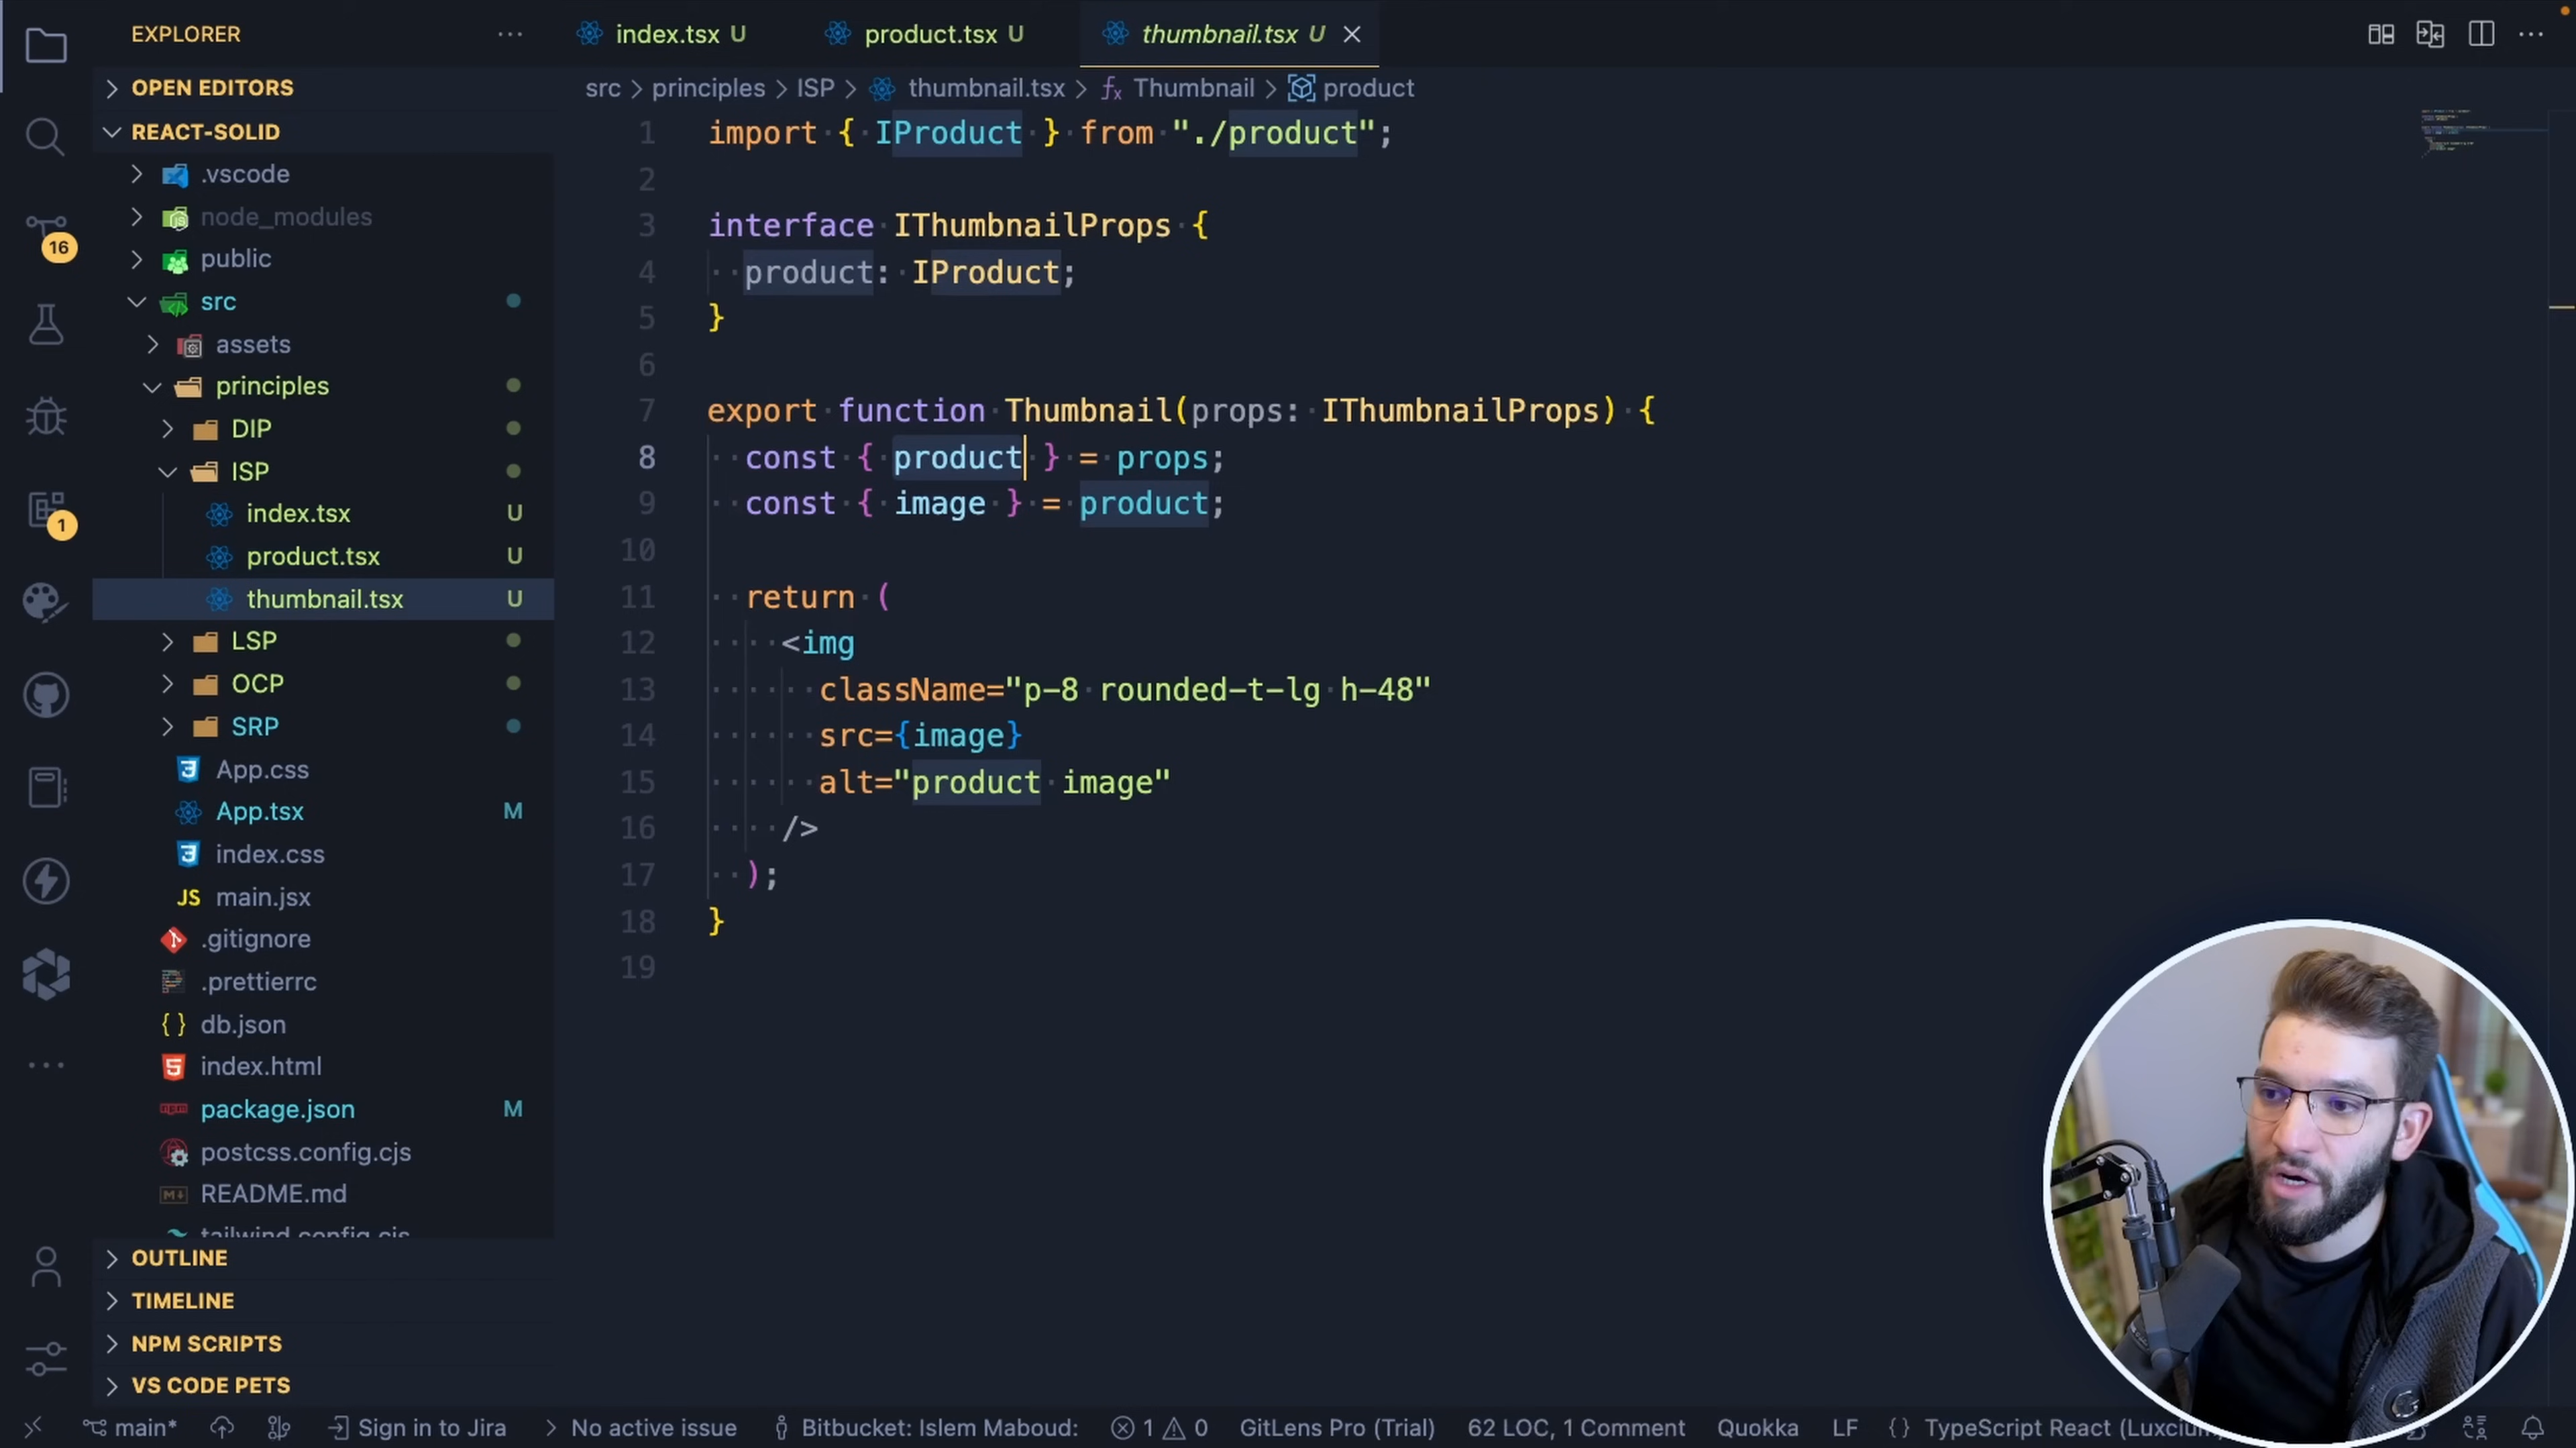 EXPLORER
index.tsx U
product.tsx U
thumbnail.tsx U
OPEN EDITORS
REACT-SOLID
.vscode
node_modules
public
src
assets
principles
DIP
ISP
index.tsx U
product.tsx U
thumbnail.tsx U
LSP
OCP
SRP
App.css
App.tsx M
index.css
JS main.jsx
.gitignore
.prettierrc
db.json
index.html
package.json M
postcss.config.cjs
README.md
tailwind.config.cjs
OUTLINE
TIMELINE
NPM SCRIPTS
VS CODE PETS
16
1
src > principles > ISP > thumbnail.tsx > Thumbnail > product
1 import { IProduct } from "./product";
2
3 interface IThumbnailProps {
4 product: IProduct;
5 }
6
7 export function Thumbnail(props: IThumbnailProps) {
8 const { product } = props;
9 const { image } = product;
10
11 return (
12 <img
13 className="p-8 rounded-t-lg h-48"
14 src={image}
15 alt="product image"
16 />
17 );
18 }
19
main* Sign in to Jira No active issue Bitbucket: Islem Maboud: 1 0 GitLens Pro (Trial) 62 LOC, 1 Comment Quokka LF {} TypeScript React